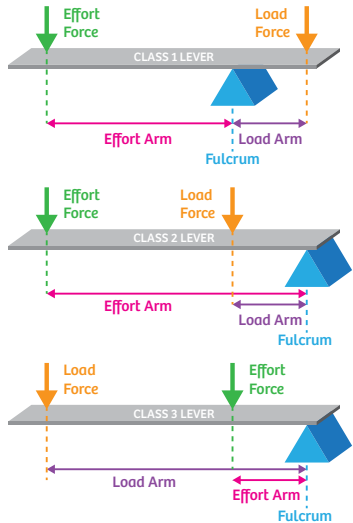 Effort
Force
Load
Force
CLASS 1 LEVER
Effort Arm
Load Arm
Fulcrum
Effort
Force
Load
Force
CLASS 2 LEVER
Effort Arm
Load Arm
Fulcrum
Load
Force
Effort
Force
CLASS 3 LEVER
Load Arm
Effort Arm
Fulcrum